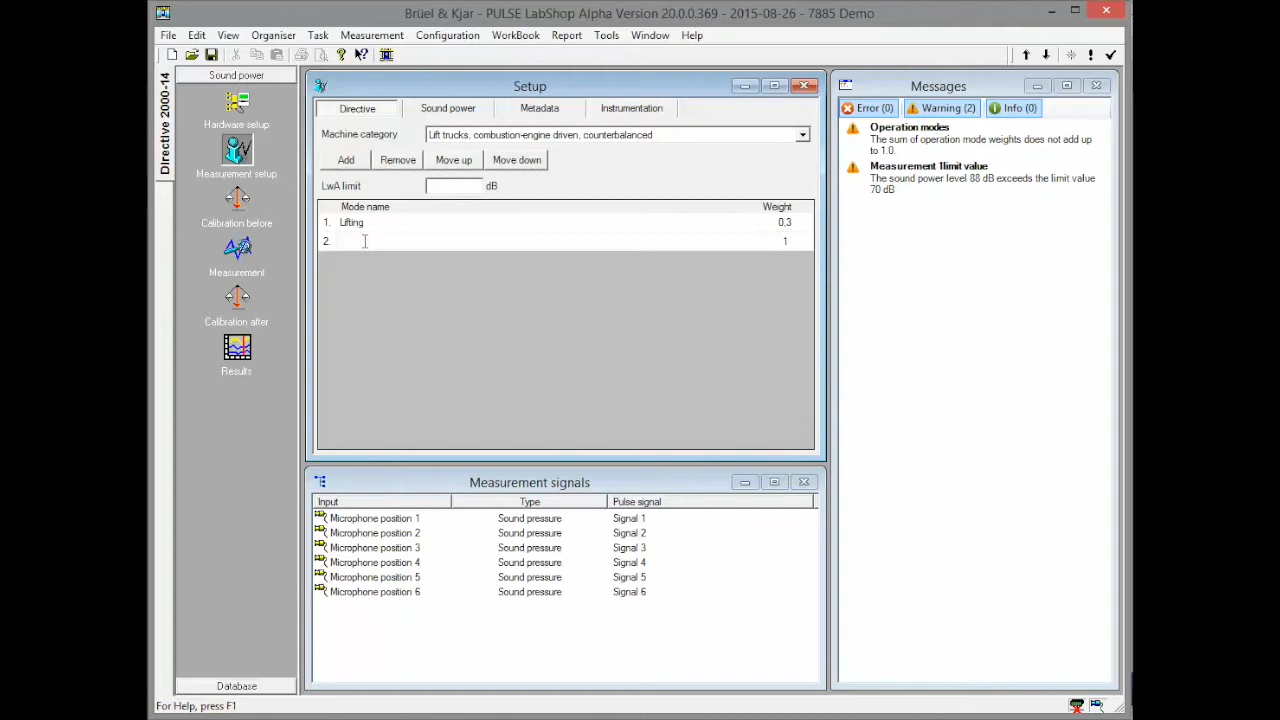 Brüel & Kjar - PULSE LabShop Alpha Version 20.0.0.369 - 2015-08-26 - 7885 Demo
File Edit View Organiser Task Measurement Configuration WorkBook Report Tools Window Help
Directive 2000-14
Sound power
Hardware setup
Measurement setup
Calibration before
Measurement
Calibration after
Results
Database
Setup
Directive Sound power Metadata Instrumentation
Machine category Lift trucks, combustion-engine driven, counterbalanced
Add Remove Move up Move down
LwA limit dB
Mode name Weight
1. Lifting 0,3
2. 1
Measurement signals
Input Type Pulse signal
Microphone position 1 Sound pressure Signal 1
Microphone position 2 Sound pressure Signal 2
Microphone position 3 Sound pressure Signal 3
Microphone position 4 Sound pressure Signal 4
Microphone position 5 Sound pressure Signal 5
Microphone position 6 Sound pressure Signal 6
Messages
Error (0) Warning (2) Info (0)
Operation modes
The sum of operation mode weights does not add
up to 1.0.
Measurement 1limit value
The sound power level 88 dB exceeds the limit value
70 dB
For Help, press F1